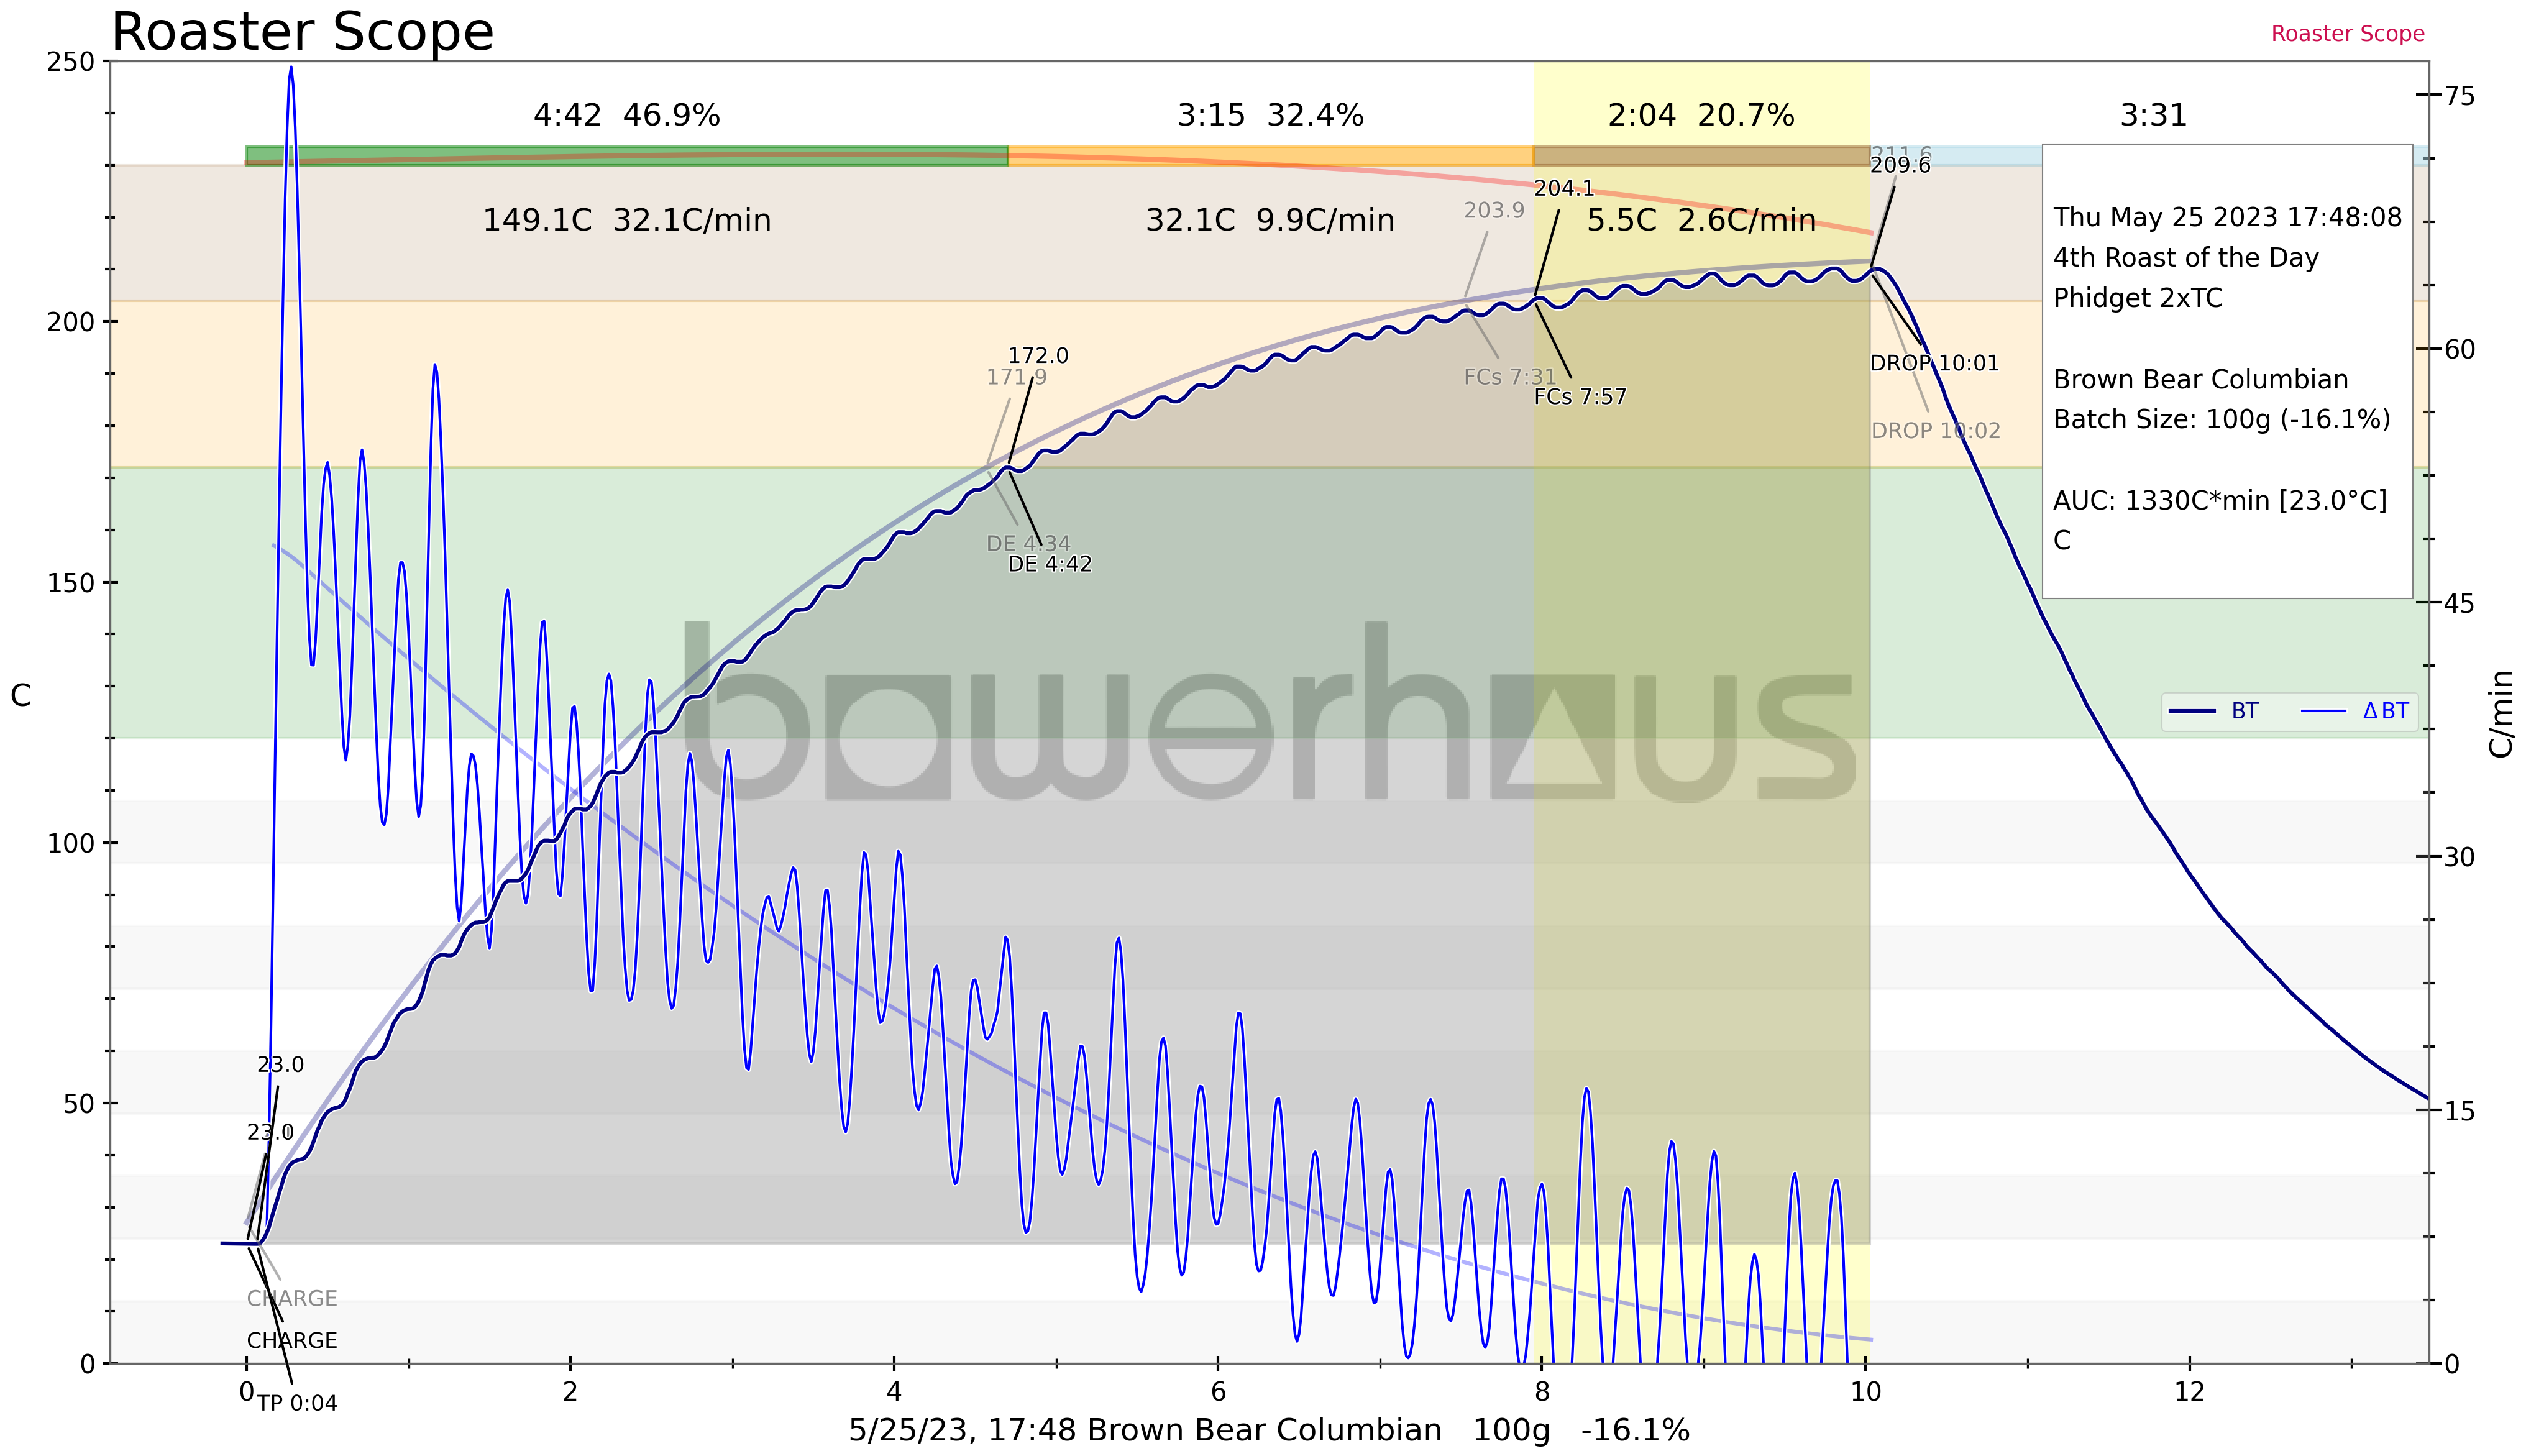 Roaster Scope
Roaster Scope
4:42 46.9%
3:15 32.4%
2:04 20.7%
3:31
149.1C 32.1C/min
32.1C 9.9C/min
5.5C 2.6C/min
211.6
209.6
204.1
203.9
172.0
171.9
FCs 7:31
FCs 7:57
DROP 10:01
DROP 10:02
DE 4:34
DE 4:42
23.0
23.0
CHARGE
CHARGE
TP 0:04
Thu May 25 2023 17:48:08
4th Roast of the Day
Phidget 2xTC
Brown Bear Columbian
Batch Size: 100g (-16.1%)
AUC: 1330C*min [23.0°C]
C
bawerhaus
BT ΔBT
250
200
150
100
50
0
C
75
60
45
30
15
0
C/min
0 2 4 6 8 10 12
5/25/23, 17:48 Brown Bear Columbian 100g -16.1%